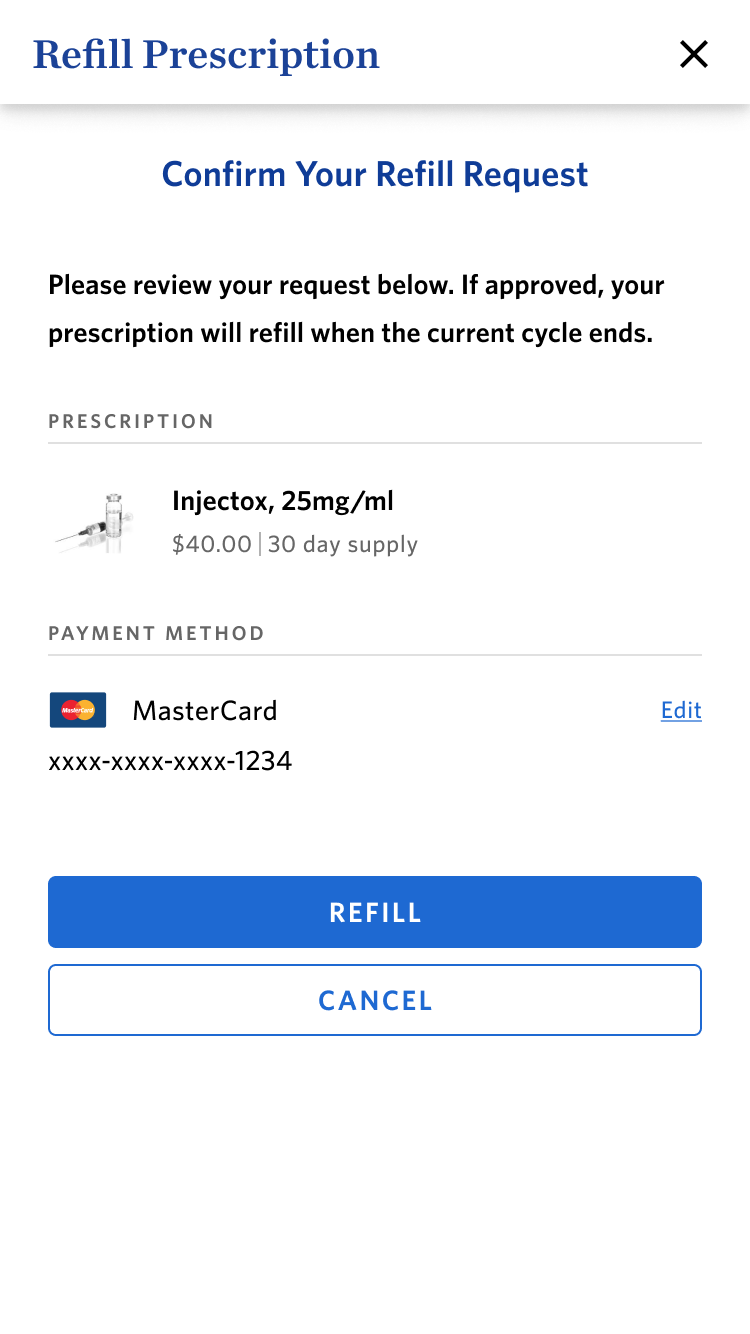 Refill Prescription
Confirm Your Refill Request
Please review your request below. If approved, your
prescription will refill when the current cycle ends.
PRESCRIPTION
Injectox, 25mg/ml
$40.00 | 30 day supply
PAYMENT METHOD
MasterCard
MasterCard
Edit
xxxx-xxxx-xxxx-1234
REFILL
CANCEL